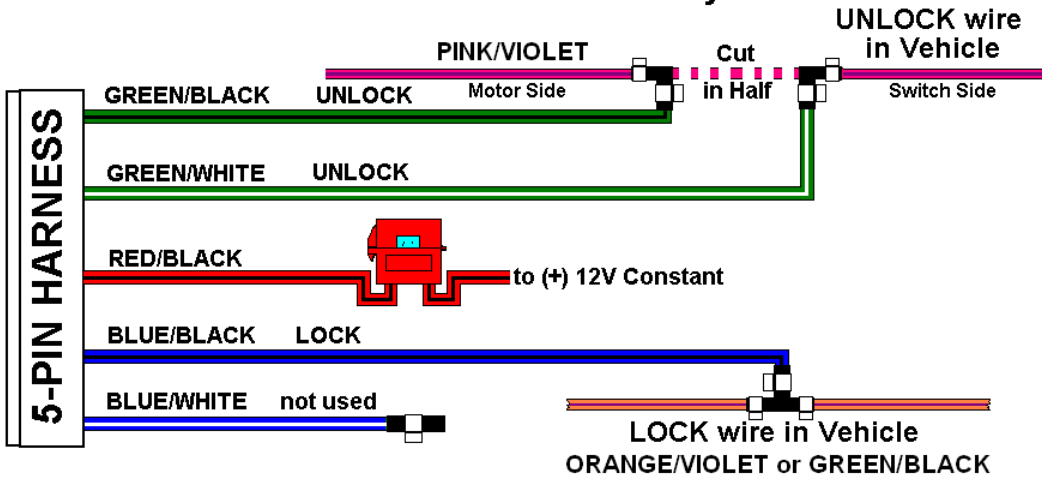 UNLOCK wire
in Vehicle
PINK/VIOLET
Cut
Motor Side
in Half
Switch Side
GREEN/BLACK UNLOCK
GREEN/WHITE UNLOCK
RED/BLACK
to (+) 12V Constant
BLUE/BLACK LOCK
BLUE/WHITE not used
5-PIN HARNESS
LOCK wire in Vehicle
ORANGE/VIOLET or GREEN/BLACK